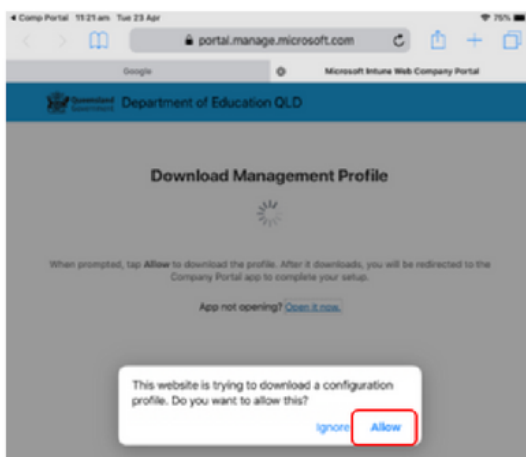 Comp Portal 11:21 am Tue 23 Apr 75%
portal.manage.microsoft.com
Google Microsoft Intune Web Company Portal
Queensland
Government
Department of Education QLD
Download Management Profile
When prompted, tap Allow to download the profile. After it downloads, you will be redirected to the
Company Portal app to complete your setup.
App not opening? Open it now.
This website is trying to download a configuration
profile. Do you want to allow this?
Ignore Allow